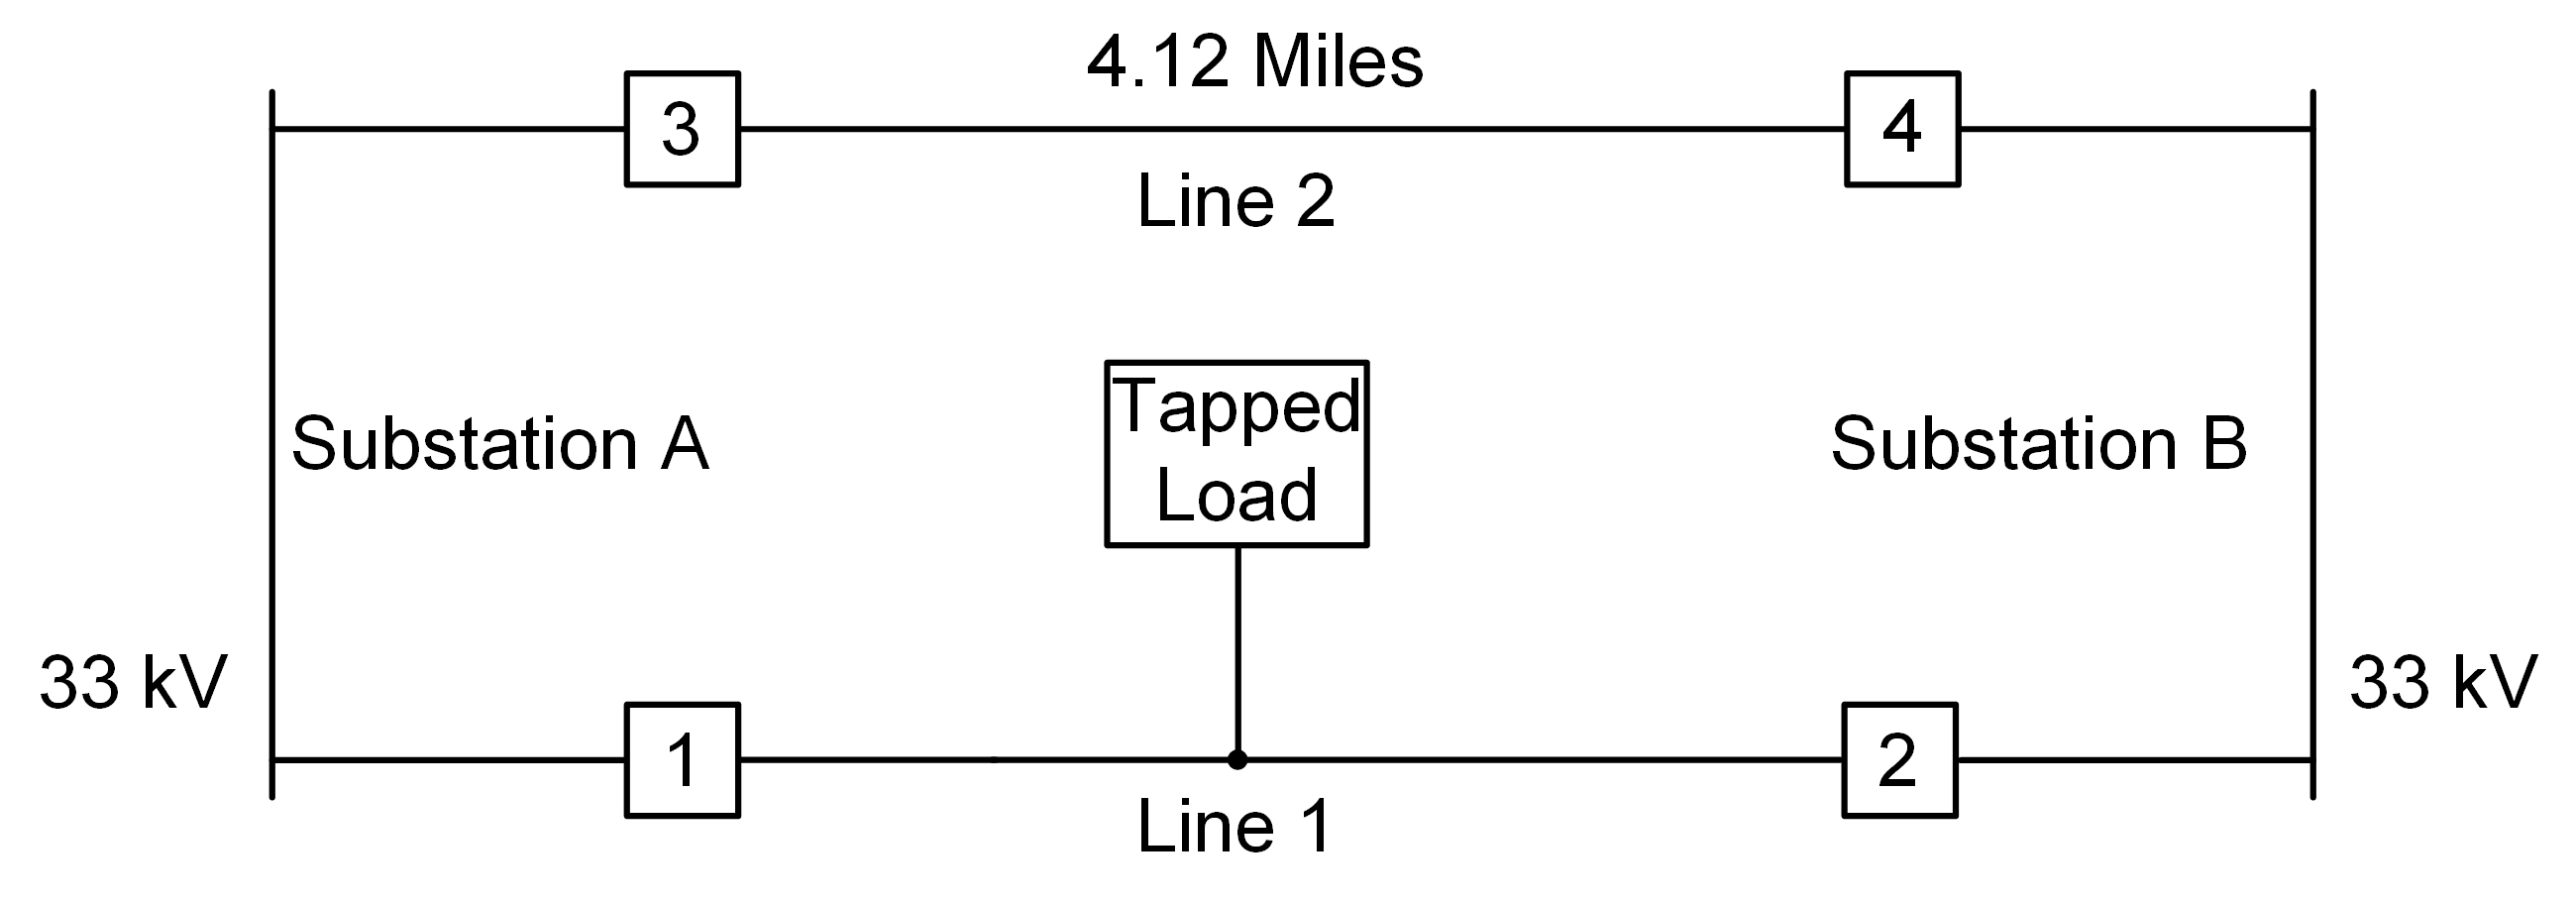 4.12 Miles
3
4
Line 2
Tapped
Load
Substation A
Substation B
33 kV
33 kV
1
2
Line 1